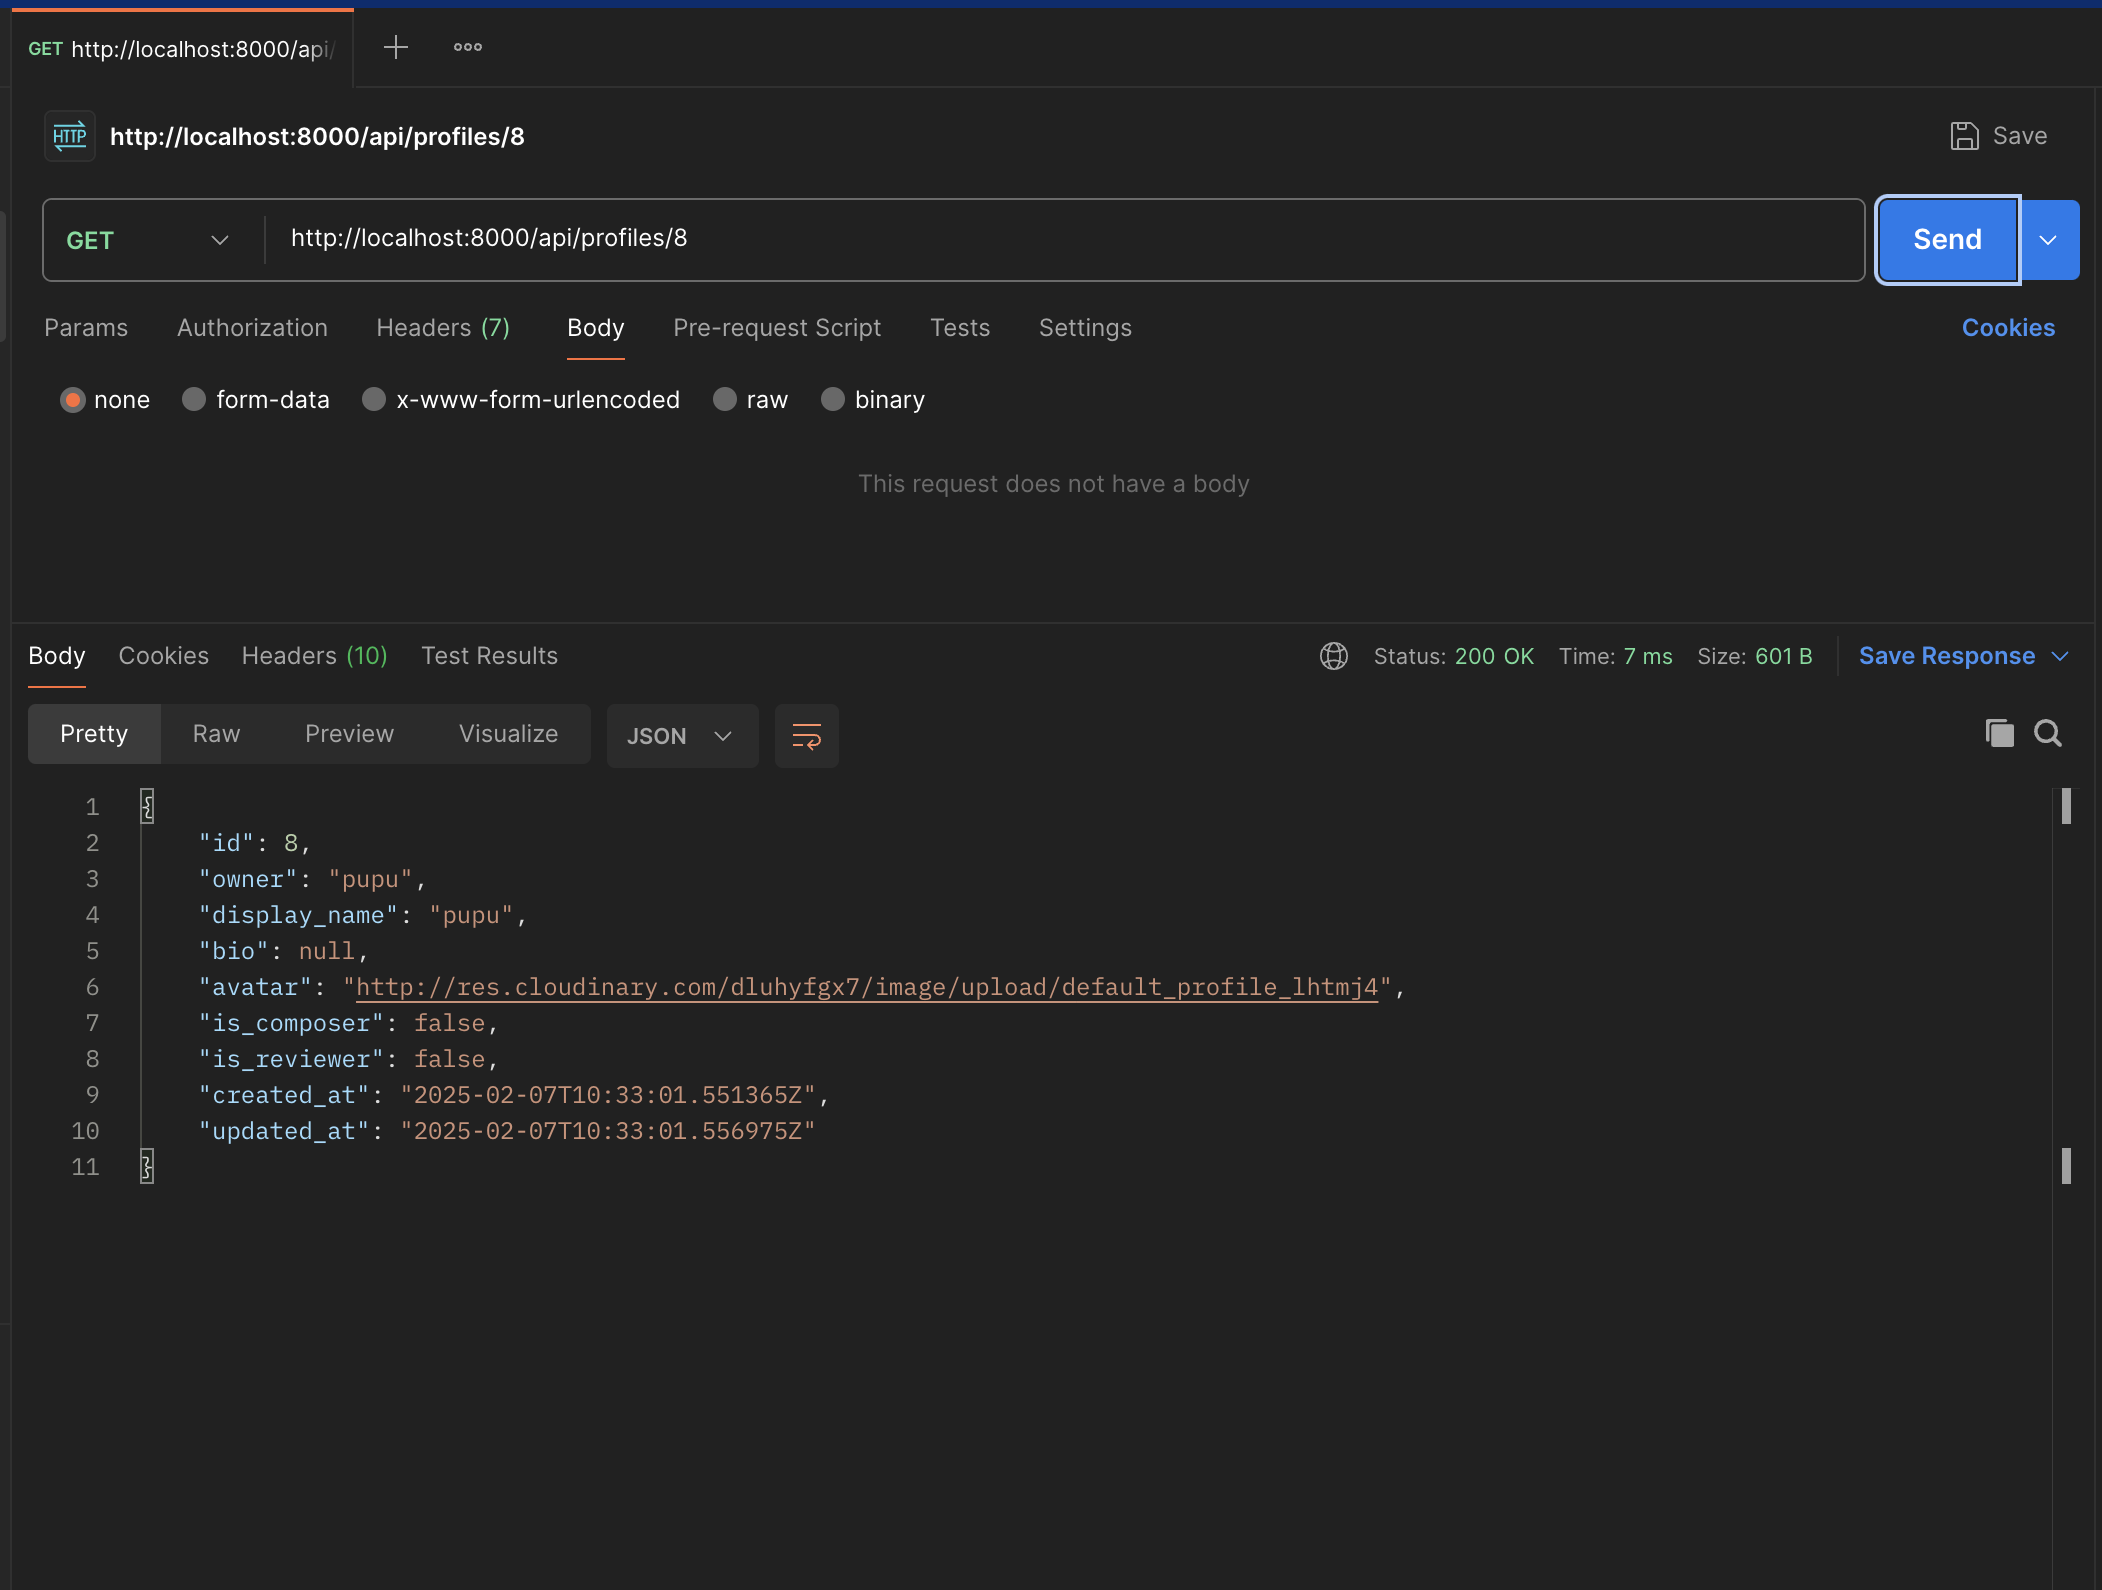 GET http://localhost:8000/api/
HTTP http://localhost:8000/api/profiles/8
Save
GET http://localhost:8000/api/profiles/8 Send
Params Authorization Headers (7) Body Pre-request Script Tests Settings Cookies
none form-data x-www-form-urlencoded raw binary
This request does not have a body
Body Cookies Headers (10) Test Results Status: 200 OK Time: 7 ms Size: 601 B Save Response
Pretty Raw Preview Visualize JSON
1 {
2 "id": 8,
3 "owner": "pupu",
4 "display_name": "pupu",
5 "bio": null,
6 "avatar": "http://res.cloudinary.com/dluhyfgx7/image/upload/default_profile_lhtmj4",
7 "is_composer": false,
8 "is_reviewer": false,
9 "created_at": "2025-02-07T10:33:01.551365Z",
10 "updated_at": "2025-02-07T10:33:01.556975Z"
11 }